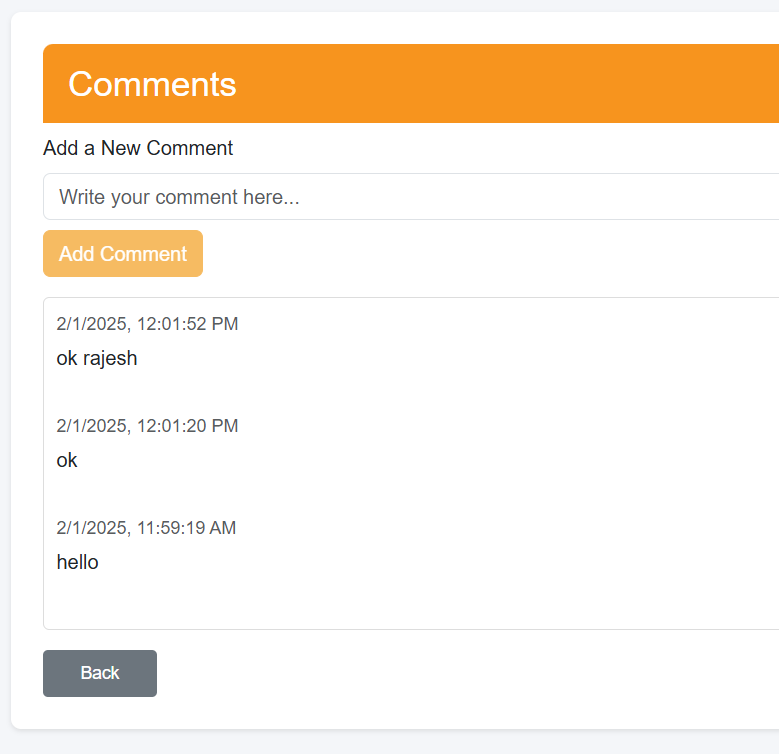 Comments
Add a New Comment
Write your comment here...
Add Comment
2/1/2025, 12:01:52 PM
ok rajesh
2/1/2025, 12:01:20 PM
ok
2/1/2025, 11:59:19 AM
hello
Back